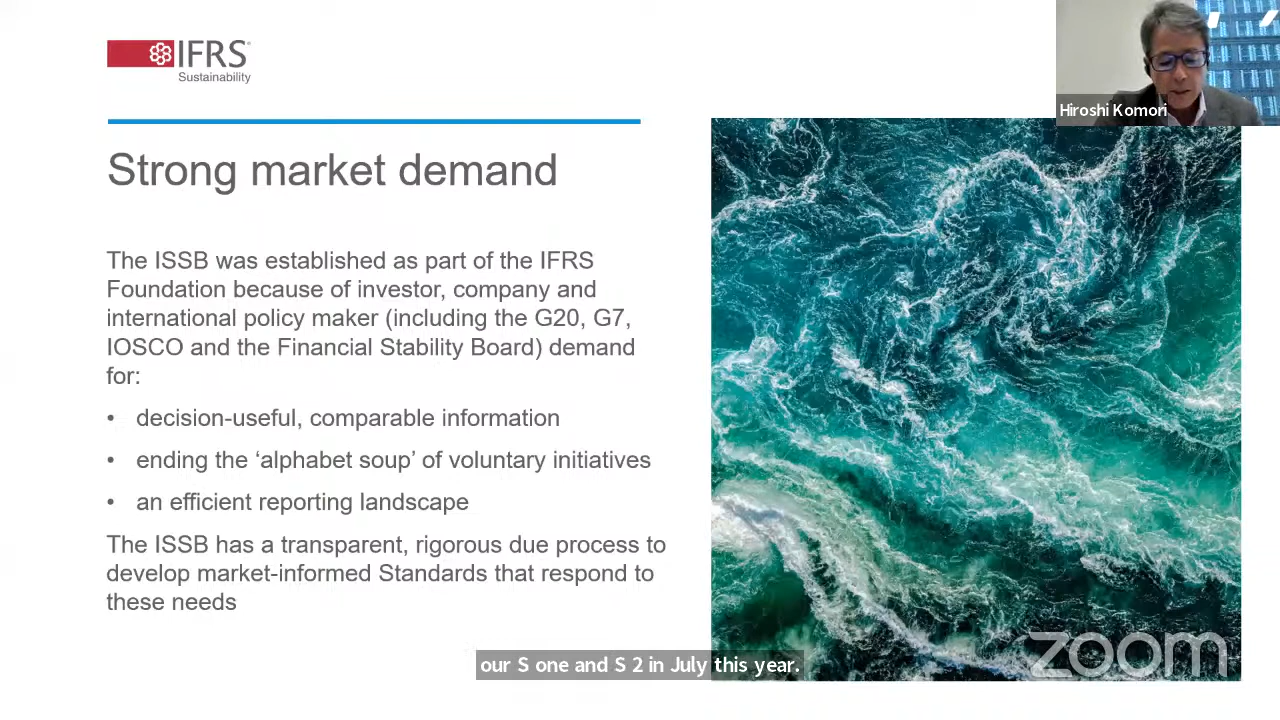 IFRS
Sustainability
Hiroshi Komori
Strong market demand
The ISSB was established as part of the IFRS
Foundation because of investor, company and
international policy maker (including the G20, G7,
IOSCO and the Financial Stability Board) demand
for:
• decision-useful, comparable information
• ending the ‘alphabet soup’ of voluntary initiatives
• an efficient reporting landscape
The ISSB has a transparent, rigorous due process to
develop market-informed Standards that respond to
these needs
zoom
our S one and S 2 in July this year.